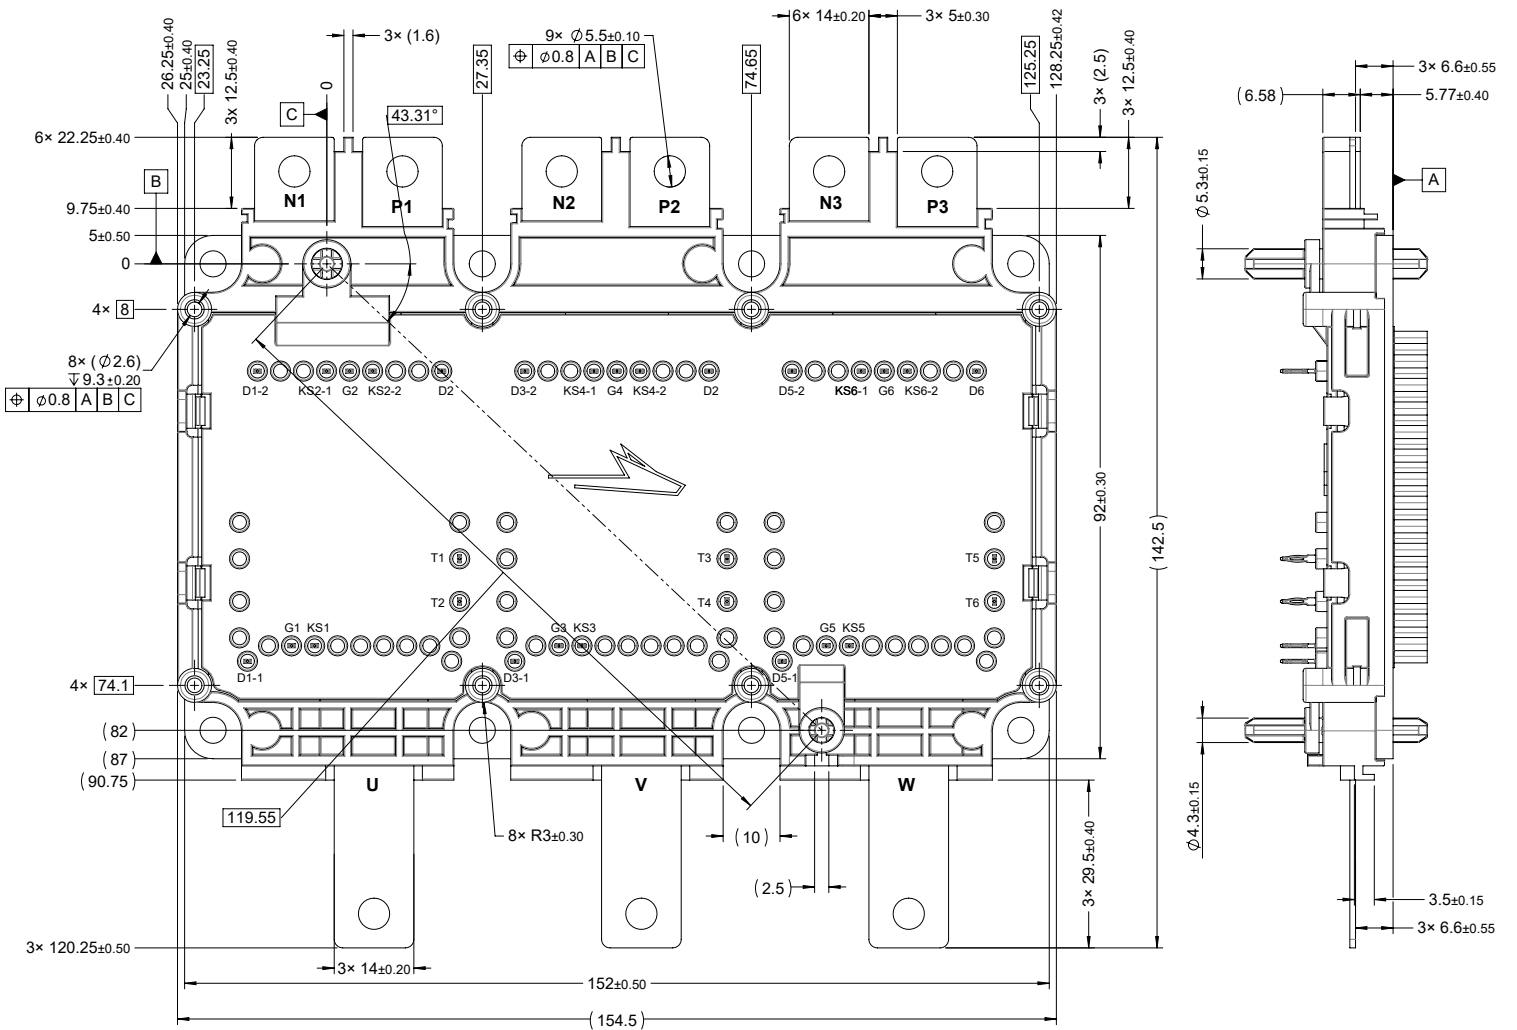 26.25±0.40
25±0.40
23.25
3× 12.5±0.40
0
3× (1.6)
27.35
9× ∅5.5±0.10
⌖ ⌀0.8 A B C
74.65
6× 14±0.20
3× 5±0.30
125.25
128.25±0.42
3× (2.5)
3× 12.5±0.40
3× 6.6±0.55
(6.58)
5.77±0.40
C
43.31°
6× 22.25±0.40
B
A
∅5.3±0.15
N1
P1
N2
P2
N3
P3
9.75±0.40
5±0.50
0
4× 8
8× (∅2.6)
↧9.3±0.20
⌖ ⌀0.8 A B C
D1-2 KS2-1 G2 KS2-2 D2
D3-2 KS4-1 G4 KS4-2 D2
D5-2 KS6-1 G6 KS6-2 D6
92±0.30
(142.5)
T1
T3
T5
T2
T4
T6
G1 KS1
G3 KS3
G5 KS5
D1-1
D3-1
D5-1
4× 74.1
(82)
(87)
(90.75)
U
V
W
∅4.3±0.15
119.55
8× R3±0.30
(10)
(2.5)
3× 29.5±0.40
3.5±0.15
3× 6.6±0.55
3× 120.25±0.50
3× 14±0.20
152±0.50
(154.5)